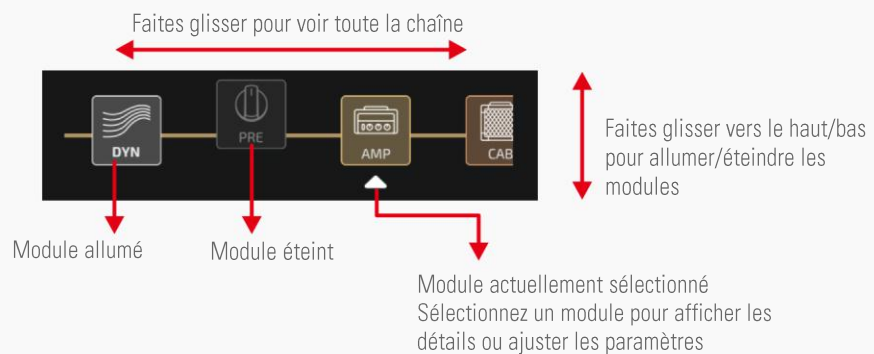 Faites glisser pour voir toute la chaîne
DYN
PRE
AMP
CAB
Faites glisser vers le haut/bas
pour allumer/éteindre les
modules
Module allumé
Module éteint
Module actuellement sélectionné
Sélectionnez un module pour afficher les
détails ou ajuster les paramètres